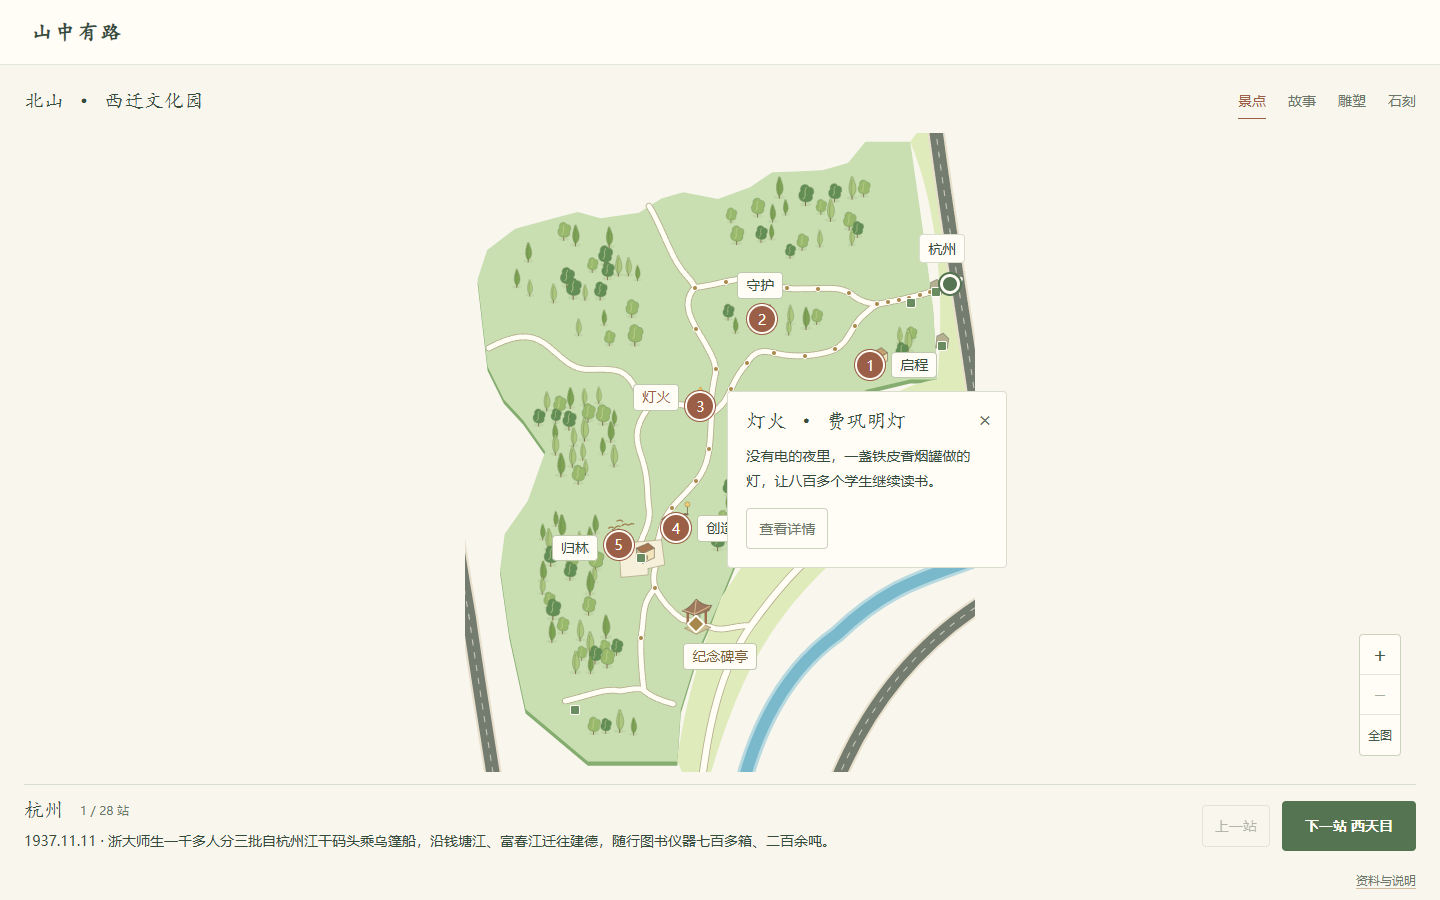 山中有路
北山 • 西迁文化园
景点 故事 雕塑 石刻
杭州
守护
2
1
启程
灯火
3
灯火 • 费巩明灯
×
没有电的夜里，一盏铁皮香烟罐做的
灯，让八百多个学生继续读书。
查看详情
4
创造
归林
5
纪念碑亭
+
−
全图
杭州 1 / 28 站
1937.11.11 · 浙大师生一千多人分三批自杭州江干码头乘乌篷船，沿钱塘江、富春江迁往建德，随行图书仪器七百多箱、二百余吨。
上一站
下一站 西天目
资料与说明